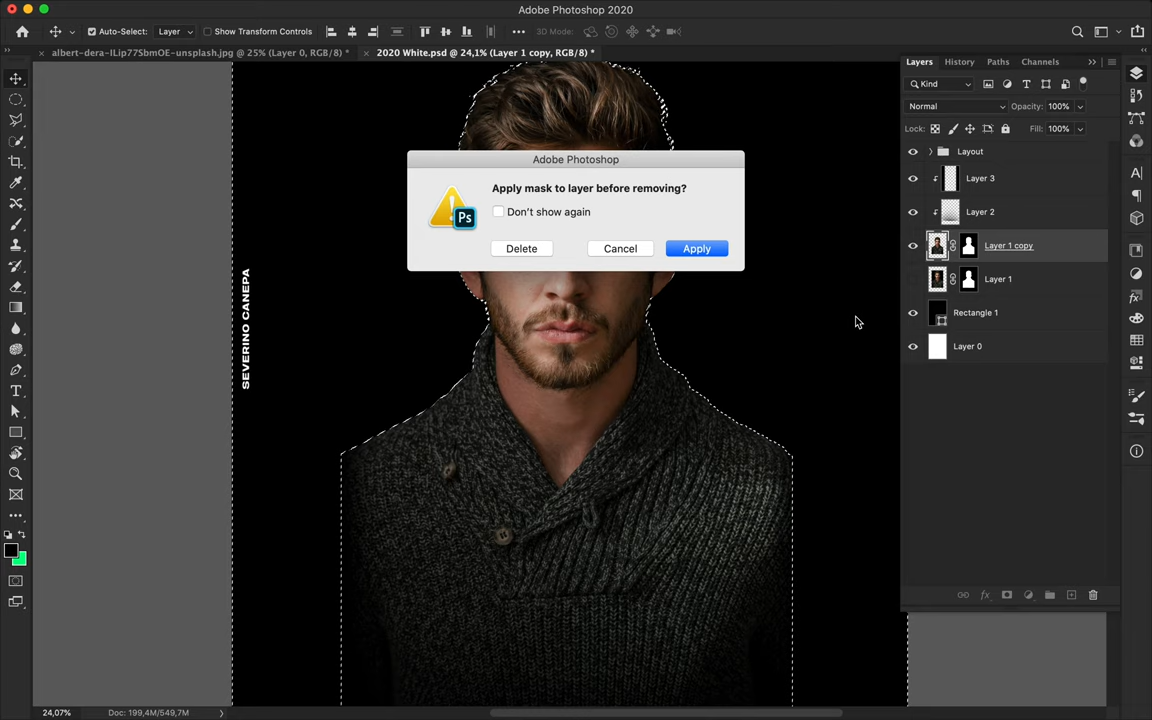 Adobe Photoshop 2020
Auto-Select: Layer Show Transform Controls 3D Mode:
albert-dera-ILip77SbmOE-unsplash.jpg @ 25% (Layer 0, RGB/8) *
2020 White.psd @ 24,1% (Layer 1 copy, RGB/8) *
Layers History Paths Channels
Kind
Normal Opacity: 100%
Lock: Fill: 100%
Layout
Layer 3
Layer 2
Layer 1 copy
Layer 1
Rectangle 1
Layer 0
Adobe Photoshop
Apply mask to layer before removing?
Don't show again
Ps
Delete Cancel Apply
SEVERINO CANEPA
24,07% Doc: 199,4M/549,7M